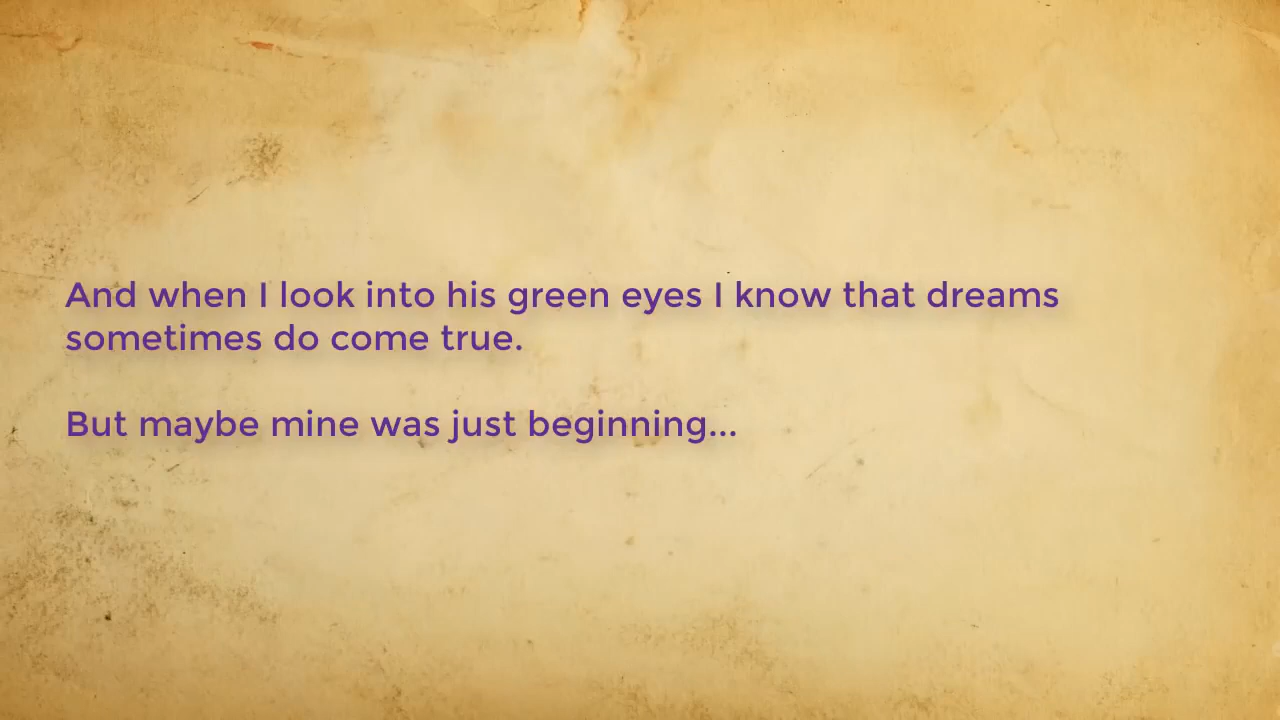 And when I look into his green eyes I know that dreams
sometimes do come true.
But maybe mine was just beginning...